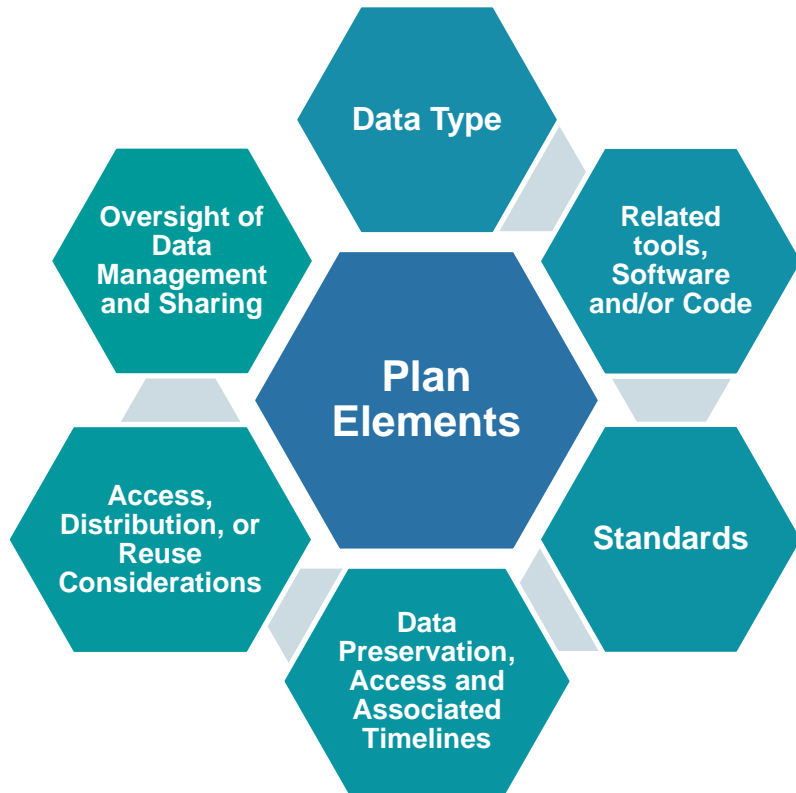 Data Type
Related
tools,
Software
and/or Code
Standards
Data
Preservation,
Access and
Associated
Timelines
Access,
Distribution, or
Reuse
Considerations
Oversight of
Data
Management
and Sharing
Plan
Elements